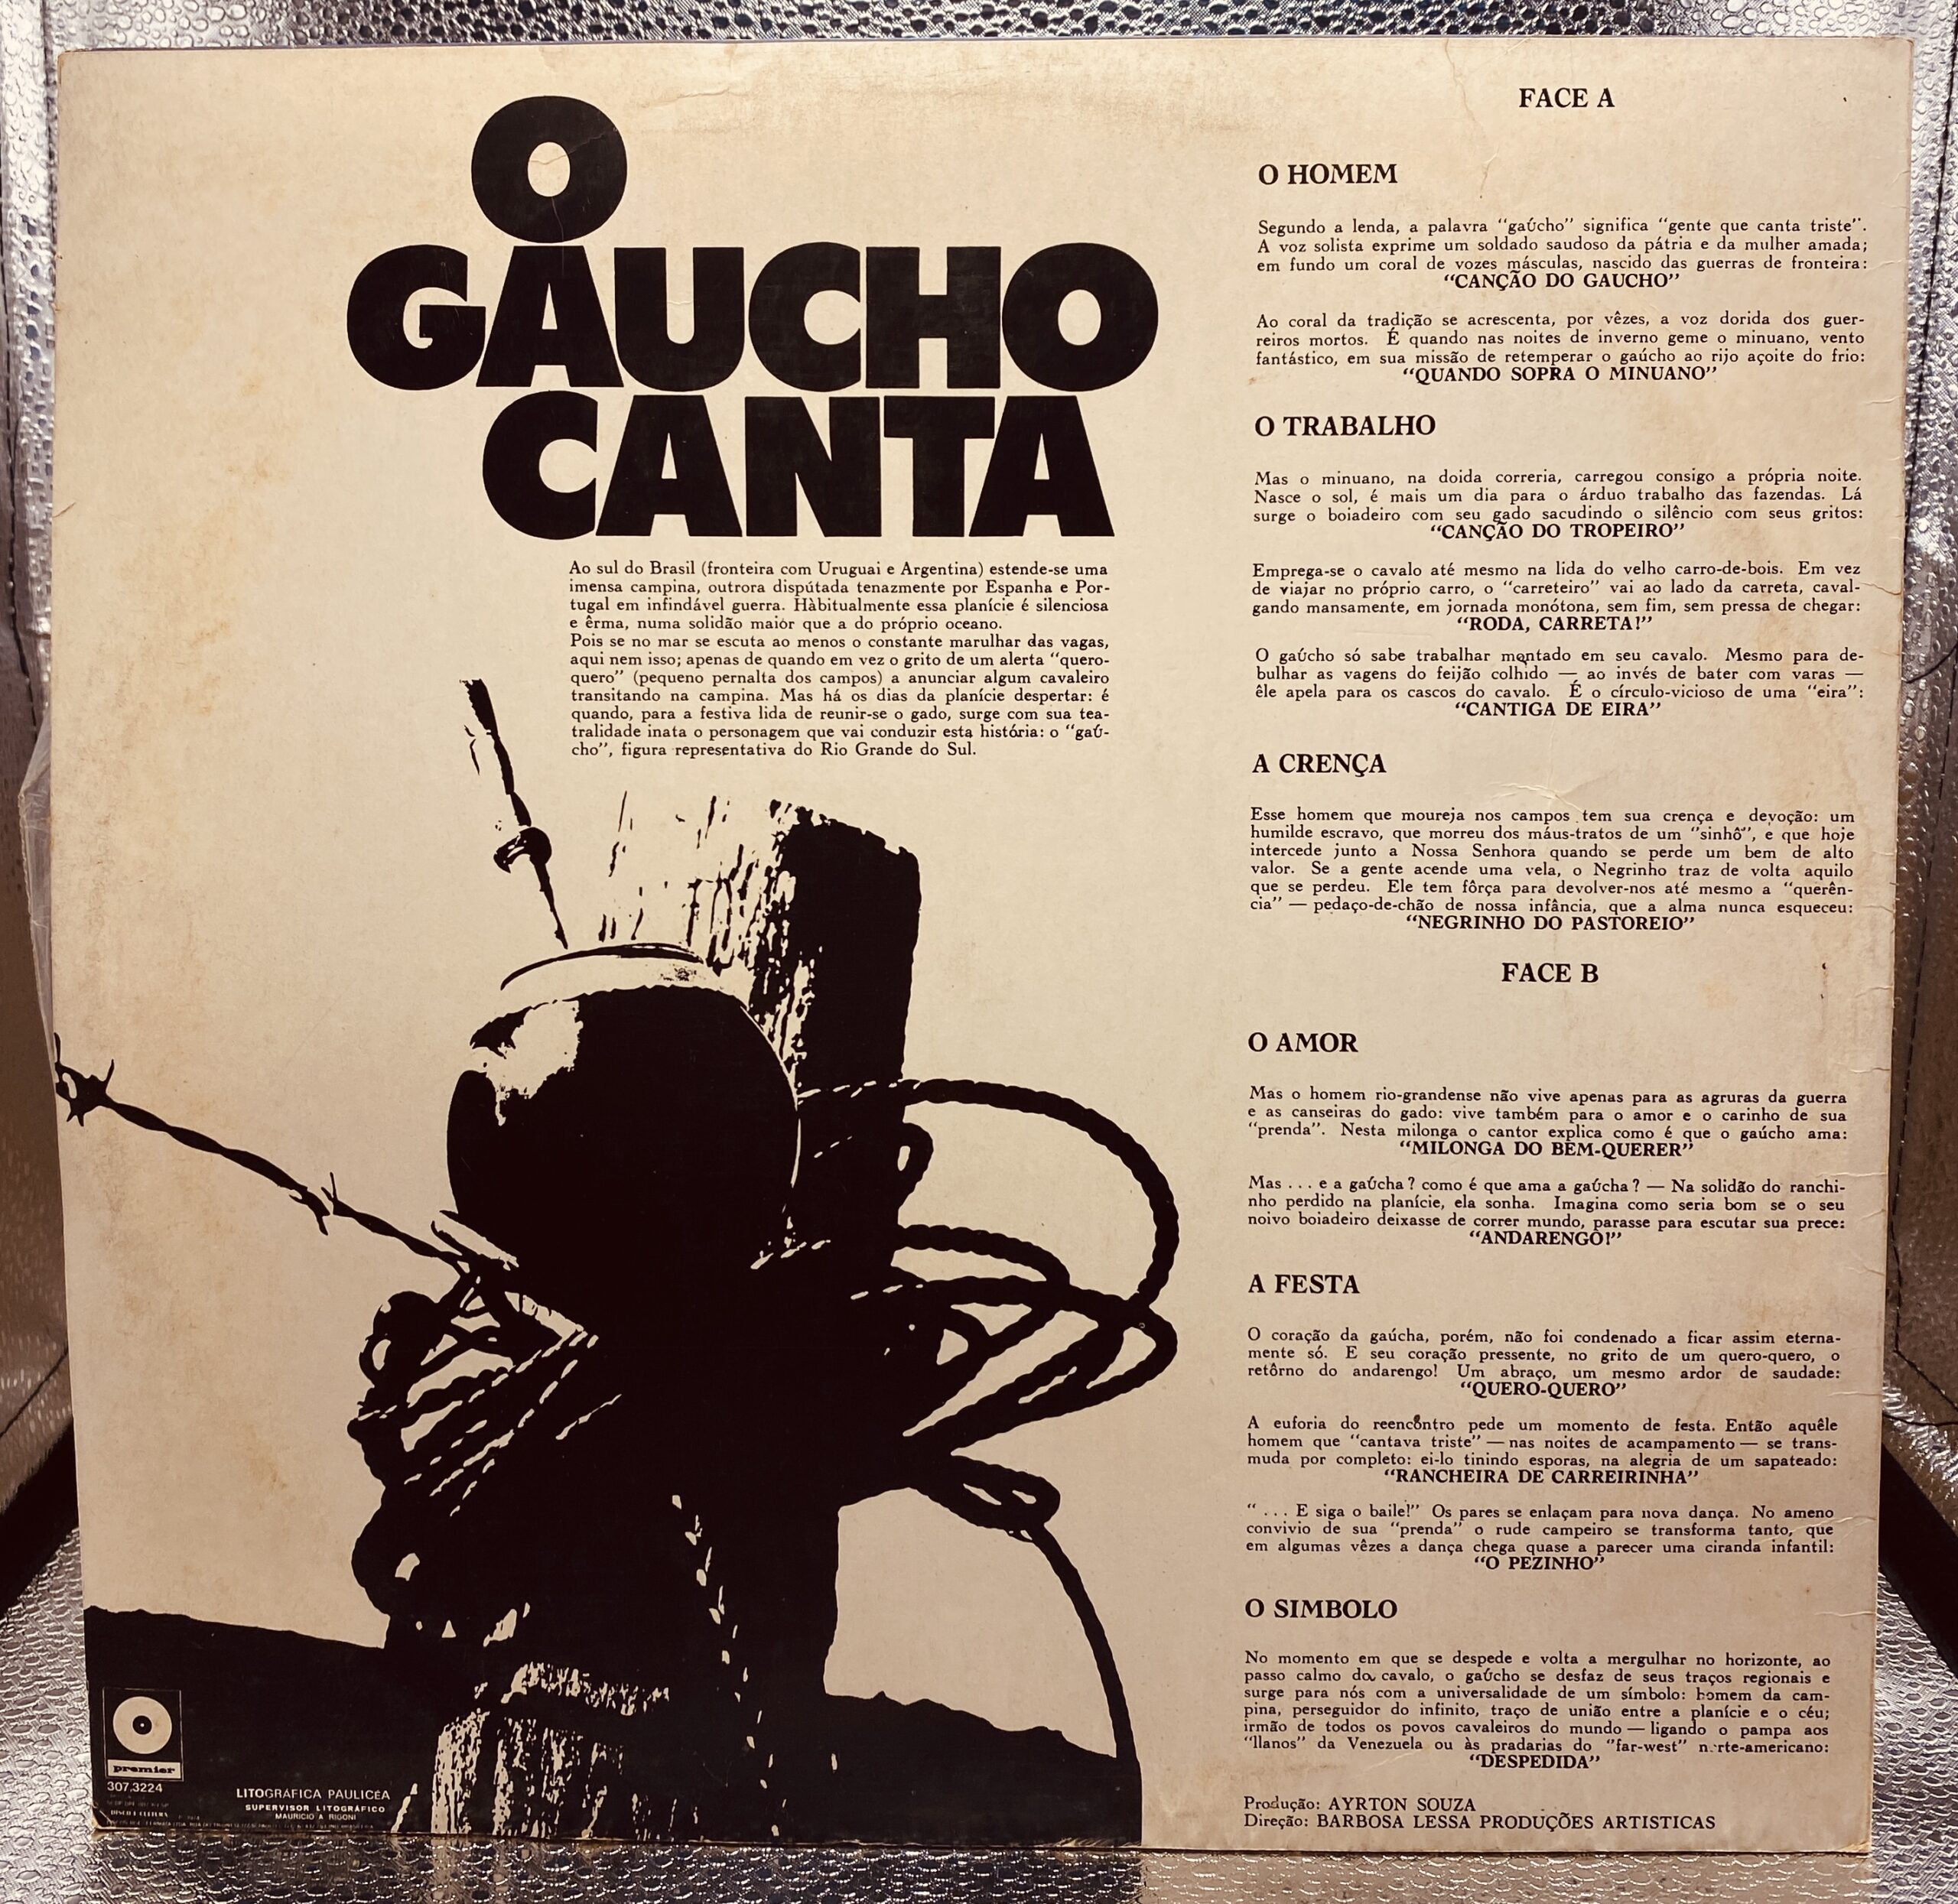 O
GAUCHO
CANTA
Ao sul do Brasil (fronteira com Uruguai e Argentina) estende-se uma
imensa campina, outrora dispútada tenazmente por Espanha e Por-
tugal em infindável guerra. Hàbitualmente essa planície é silenciosa
e êrma, numa solidão maiór que a do próprio oceano.
Pois se no mar se escuta ao menos o constante marulhar das vagas,
aqui nem isso; apenas de quando em vez o grito de um alerta "quero-
quero" (pequeno pernalta dos campos) a anunciar algum cavaleiro
transitando na campina. Mas há os dias da planície despertar: é
quando, para a festiva lida de reunir-se o gado, surge com sua tea-
tralidade inata o personagem que vai conduzir esta história: o "gaú-
cho", figura representativa do Rio Grande do Sul.
premier
307.3224
LITOGRÁFICA PAULICÉA
SUPERVISOR LITOGRÁFICO
MAURICIO A RIGONI
FACE A
O HOMEM
Segundo a lenda, a palavra "gaúcho" significa "gente que canta triste".
A voz solista exprime um soldado saudoso da pátria e da mulher amada;
em fundo um coral de vozes másculas, nascido das guerras de fronteira:
"CANÇÃO DO GAUCHO"
Ao coral da tradição se acrescenta, por vêzes, a voz dorida dos guer-
reiros mortos. É quando nas noites de inverno geme o minuano, vento
fantástico, em sua missão de retemperar o gaúcho ao rijo açoite do frio:
"QUANDO SOPRA O MINUANO"
O TRABALHO
Mas o minuano, na doida correria, carregou consigo a própria noite.
Nasce o sol, é mais um dia para o árduo trabalho das fazendas. Lá
surge o boiadeiro com seu gado sacudindo o silêncio com seus gritos:
"CANÇÃO DO TROPEIRO"
Emprega-se o cavalo até mesmo na lida do velho carro-de-bois. Em vez
de viajar no próprio carro, o "carreteiro" vai ao lado da carreta, caval-
gando mansamente, em jornada monótona, sem fim, sem pressa de chegar:
"RODA, CARRETA!"
O gaúcho só sabe trabalhar montado em seu cavalo. Mesmo para de-
bulhar as vagens do feijão colhido — ao invés de bater com varas —
êle apela para os cascos do cavalo. É o círculo-vicioso de uma "eira":
"CANTIGA DE EIRA"
A CRENÇA
Esse homem que moureja nos campos tem sua crença e devoção: um
humilde escravo, que morreu dos máus-tratos de um "sinhô", e que hoje
intercede junto a Nossa Senhora quando se perde um bem de alto
valor. Se a gente acende uma vela, o Negrinho traz de volta aquilo
que se perdeu. Ele tem fôrça para devolver-nos até mesmo a "querên-
cia" — pedaço-de-chão de nossa infância, que a alma nunca esqueceu:
"NEGRINHO DO PASTOREIO"
FACE B
O AMOR
Mas o homem rio-grandense não vive apenas para as agruras da guerra
e as canseiras do gado: vive também para o amor e o carinho de sua
"prenda". Nesta milonga o cantor explica como é que o gaúcho ama:
"MILONGA DO BEM-QUERER"
Mas . . . e a gaúcha? como é que ama a gaúcha? — Na solidão do ranchi-
nho perdido na planície, ela sonha. Imagina como seria bom se o seu
noivo boiadeiro deixasse de correr mundo, parasse para escutar sua prece:
"ANDARENGO!"
A FESTA
O coração da gaúcha, porém, não foi condenado a ficar assim eterna-
mente só. E seu coração pressente, no grito de um quero-quero, o
retôrno do andarengo! Um abraço, um mesmo ardor de saudade:
"QUERO-QUERO"
A euforia do reencôntro pede um momento de festa. Então aquêle
homem que "cantava triste" — nas noites de acampamento — se trans-
muda por completo: ei-lo tinindo esporas, na alegria de um sapateado:
"RANCHEIRA DE CARREIRINHA"
" . . . E siga o baile!" Os pares se enlaçam para nova dança. No ameno
convivio de sua "prenda" o rude campeiro se transforma tanto, que
em algumas vêzes a dança chega quase a parecer uma ciranda infantil:
"O PEZINHO"
O SIMBOLO
No momento em que se despede e volta a mergulhar no horizonte, ao
passo calmo do cavalo, o gaúcho se desfaz de seus traços regionais e
surge para nós com a universalidade de um símbolo: homem da cam-
pina, perseguidor do infinito, traço de união entre a planície e o céu;
irmão de todos os povos cavaleiros do mundo — ligando o pampa aos
"llanos" da Venezuela ou às pradarias do "far-west" norte-americano:
"DESPEDIDA"
Produção: AYRTON SOUZA
Direção: BARBOSA LESSA PRODUÇÕES ARTISTICAS